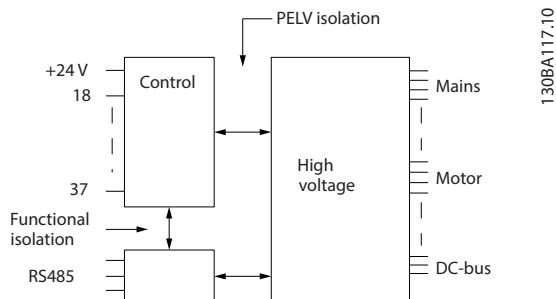 PELV isolation
+24 V
Control
18
Mains
High
voltage
37
Motor
Functional
isolation
RS485
DC-bus
130BA117.10